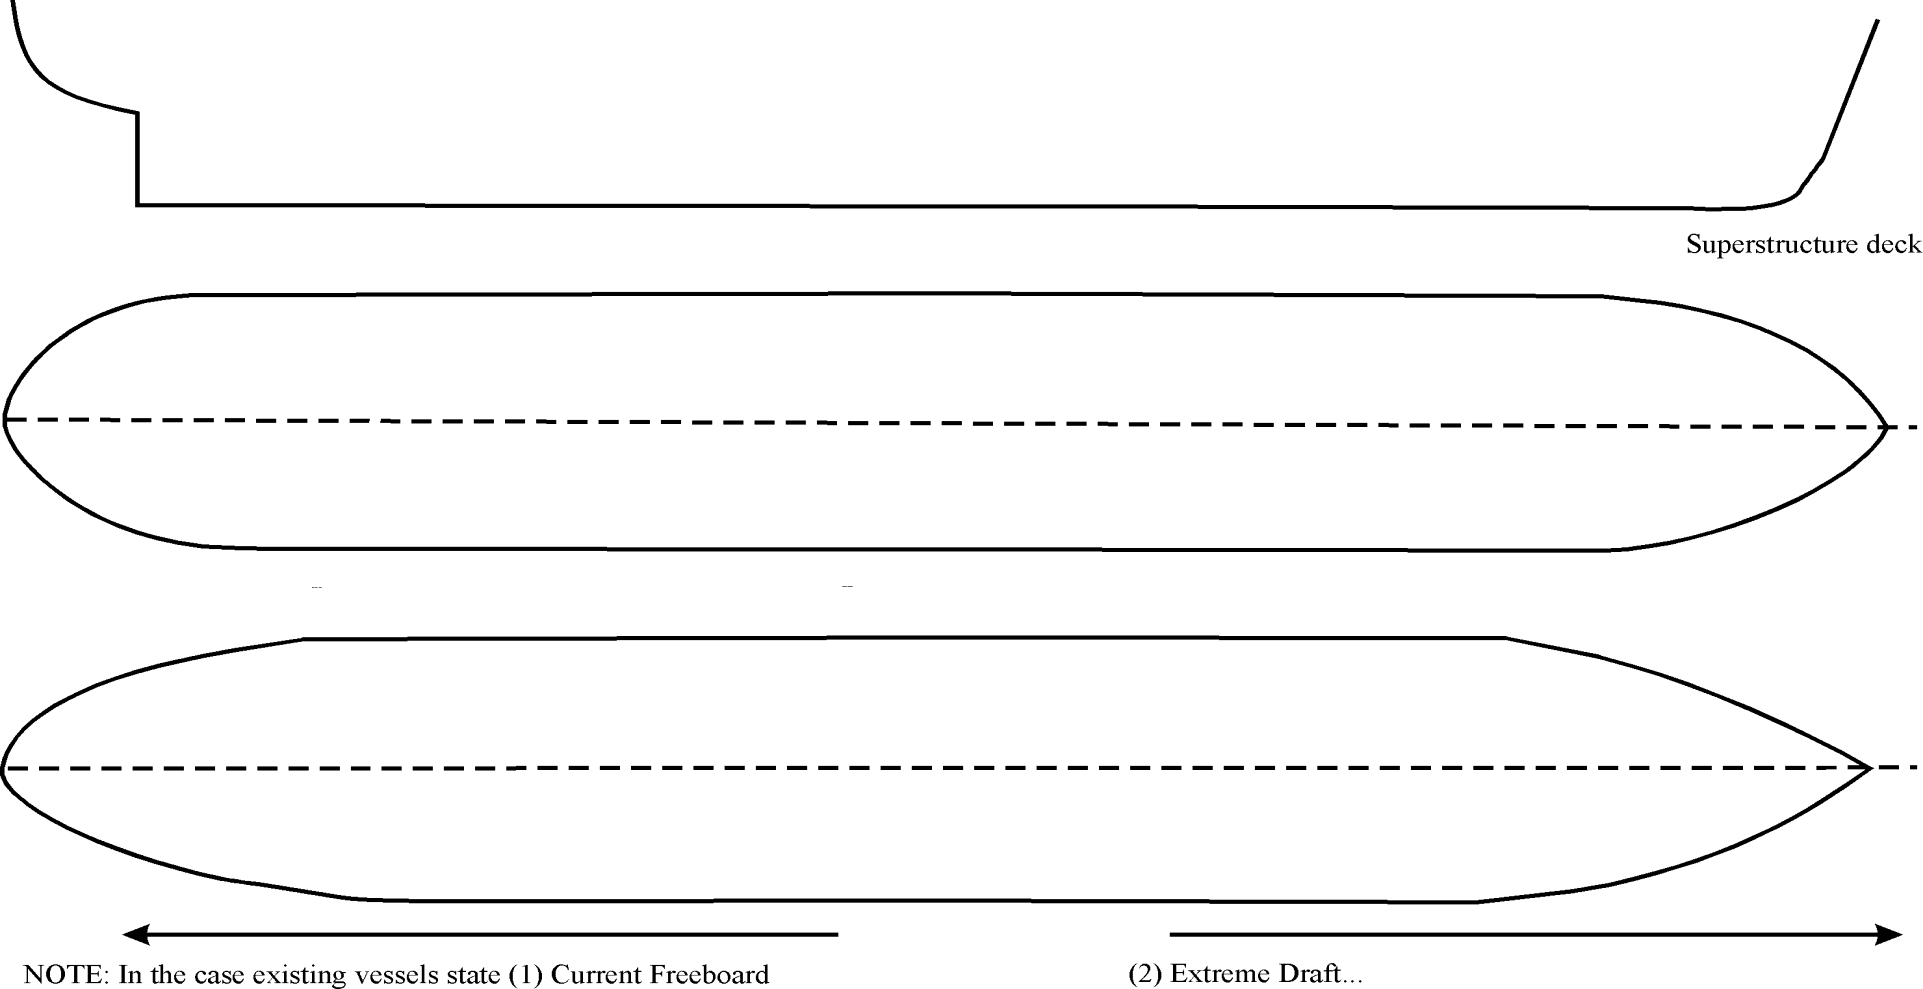 Superstructure deck
NOTE: In the case existing vessels state (1) Current Freeboard
(2) Extreme Draft...